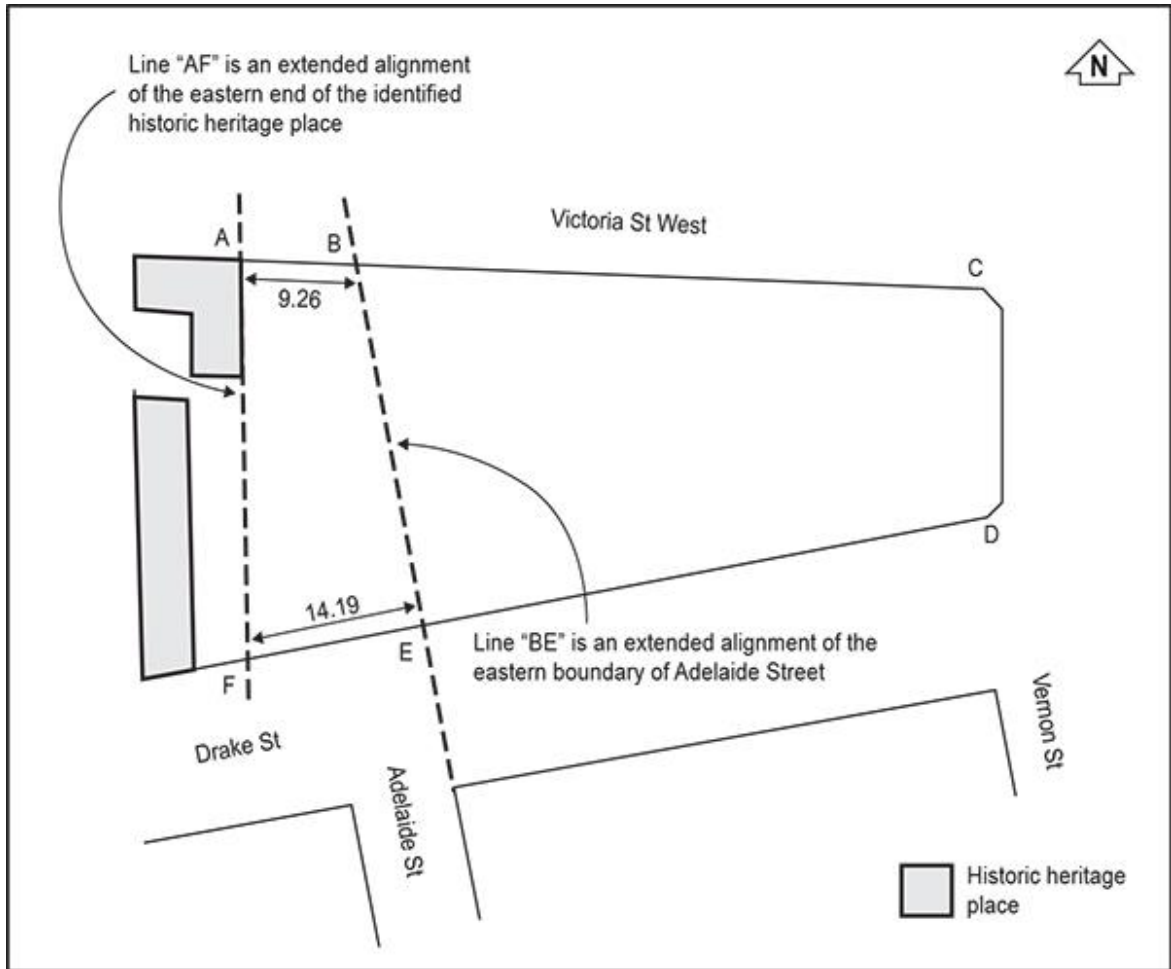 Line "AF" is an extended alignment
of the eastern end of the identified
historic heritage place
N
Victoria St West
A
B
C
9.26
14.19
D
E
F
Line "BE" is an extended alignment of the
eastern boundary of Adelaide Street
Drake St
Adelaide St
Vernon St
Historic heritage
place